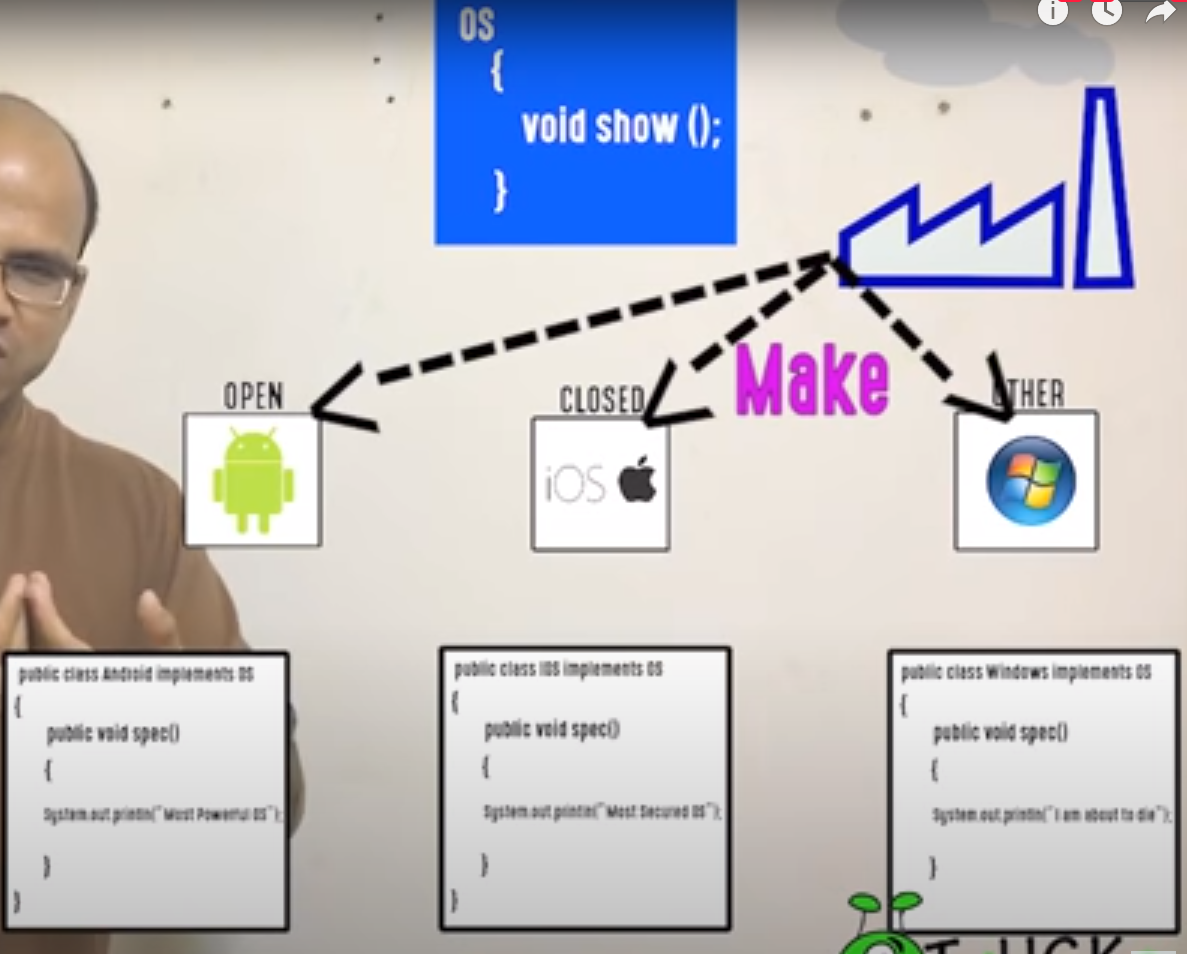 OS
{
void show ();
}
Make
OPEN
CLOSED
OTHER
iOS
public class Android implements OS
{
public void spec()
{
System.out.println("Most Powerful OS");
}
}
public class IOS implements OS
{
public void spec()
{
System.out.println("Most Secured OS");
}
}
public class Windows implements OS
{
public void spec()
{
System.out.println("I am about to die");
}